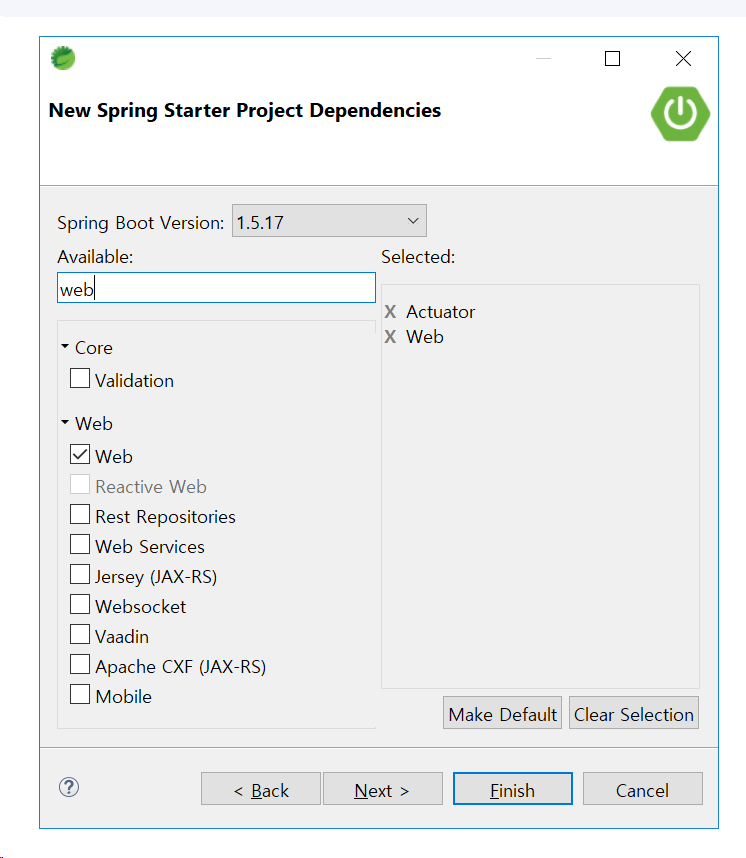 New Spring Starter Project Dependencies
Spring Boot Version: 1.5.17
Available:
web
Core
Validation
Web
Web
Reactive Web
Rest Repositories
Web Services
Jersey (JAX-RS)
Websocket
Vaadin
Apache CXF (JAX-RS)
Mobile
Selected:
X Actuator
X Web
Make Default Clear Selection
? < Back Next > Finish Cancel